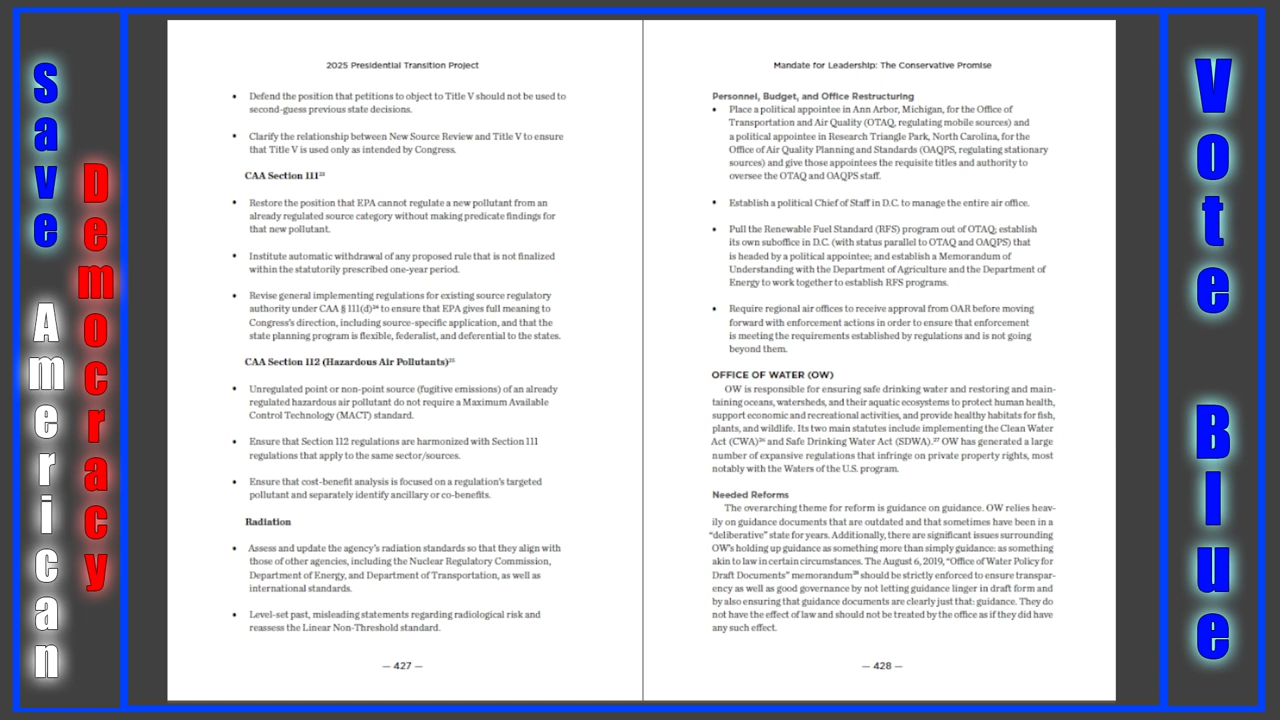 Save American
Democracy
2025 Presidential Transition Project
• Defend the position that petitions to object to Title V should not be used to
second-guess previous state decisions.
• Clarify the relationship between New Source Review and Title V to ensure
that Title V is used only as intended by Congress.
CAA Section 111²³
• Restore the position that EPA cannot regulate a new pollutant from an
already regulated source category without making predicate findings for
that new pollutant.
• Institute automatic withdrawal of any proposed rule that is not finalized
within the statutorily prescribed one-year period.
• Revise general implementing regulations for existing source regulatory
authority under CAA § 111(d)²⁴ to ensure that EPA gives full meaning to
Congress's direction, including source-specific application, and that the
state planning program is flexible, federalist, and deferential to the states.
CAA Section 112 (Hazardous Air Pollutants)²⁵
• Unregulated point or non-point source (fugitive emissions) of an already
regulated hazardous air pollutant do not require a Maximum Available
Control Technology (MACT) standard.
• Ensure that Section 112 regulations are harmonized with Section 111
regulations that apply to the same sector/sources.
• Ensure that cost-benefit analysis is focused on a regulation's targeted
pollutant and separately identify ancillary or co-benefits.
Radiation
• Assess and update the agency's radiation standards so that they align with
those of other agencies, including the Nuclear Regulatory Commission,
Department of Energy, and Department of Transportation, as well as
international standards.
• Level-set past, misleading statements regarding radiological risk and
reassess the Linear Non-Threshold standard.
— 427 —
Mandate for Leadership: The Conservative Promise
Personnel, Budget, and Office Restructuring
• Place a political appointee in Ann Arbor, Michigan, for the Office of
Transportation and Air Quality (OTAQ, regulating mobile sources) and
a political appointee in Research Triangle Park, North Carolina, for the
Office of Air Quality Planning and Standards (OAQPS, regulating stationary
sources) and give those appointees the requisite titles and authority to
oversee the OTAQ and OAQPS staff.
• Establish a political Chief of Staff in D.C. to manage the entire air office.
• Pull the Renewable Fuel Standard (RFS) program out of OTAQ; establish
its own suboffice in D.C. (with status parallel to OTAQ and OAQPS) that
is headed by a political appointee; and establish a Memorandum of
Understanding with the Department of Agriculture and the Department of
Energy to work together to establish RFS programs.
• Require regional air offices to receive approval from OAR before moving
forward with enforcement actions in order to ensure that enforcement
is meeting the requirements established by regulations and is not going
beyond them.
OFFICE OF WATER (OW)
OW is responsible for ensuring safe drinking water and restoring and main-
taining oceans, watersheds, and their aquatic ecosystems to protect human health,
support economic and recreational activities, and provide healthy habitats for fish,
plants, and wildlife. Its two main statutes include implementing the Clean Water
Act (CWA)²⁶ and Safe Drinking Water Act (SDWA).²⁷ OW has generated a large
number of expansive regulations that infringe on private property rights, most
notably with the Waters of the U.S. program.
Needed Reforms
The overarching theme for reform is guidance on guidance. OW relies heav-
ily on guidance documents that are outdated and that sometimes have been in a
"deliberative" state for years. Additionally, there are significant issues surrounding
OW's holding up guidance as something more than simply guidance: as something
akin to law in certain circumstances. The August 6, 2019, "Office of Water Policy for
Draft Documents" memorandum²⁸ should be strictly enforced to ensure transpar-
ency as well as good governance by not letting guidance linger in draft form and
by also ensuring that guidance documents are clearly just that: guidance. They do
not have the effect of law and should not be treated by the office as if they did have
any such effect.
— 428 —
Vote Blue